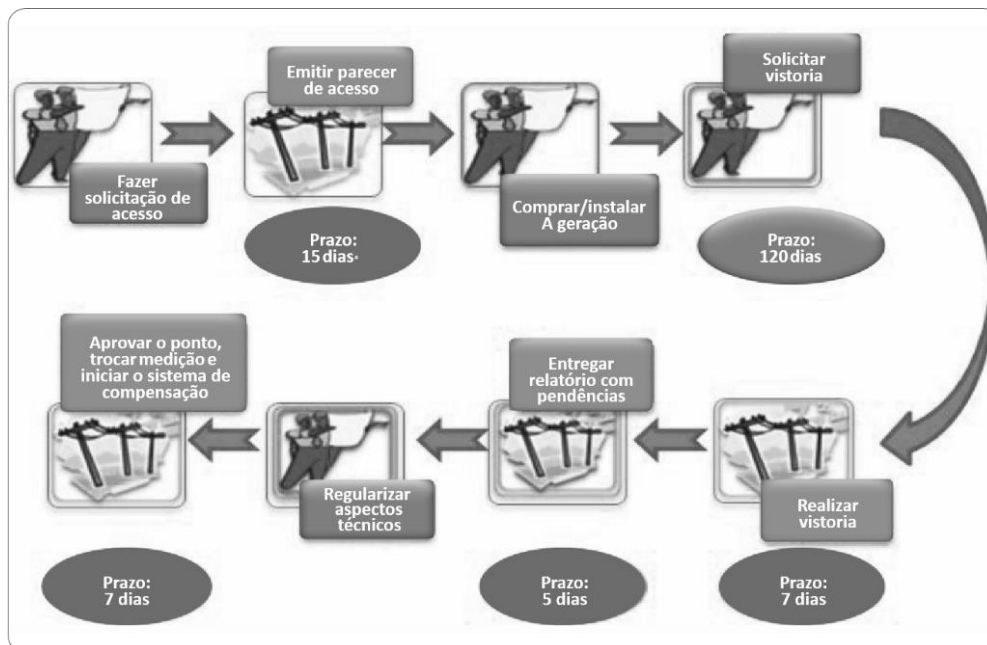 Fazer
solicitação de
acesso
Emitir parecer
de acesso
Prazo:
15 dias*
Comprar/instalar
A geração
Solicitar
vistoria
Prazo:
120 dias
Realizar
vistoria
Prazo:
7 dias
Entregar
relatório com
pendências
Prazo:
5 dias
Regularizar
aspectos
técnicos
Aprovar o ponto,
trocar medição e
iniciar o sistema de
compensação
Prazo:
7 dias